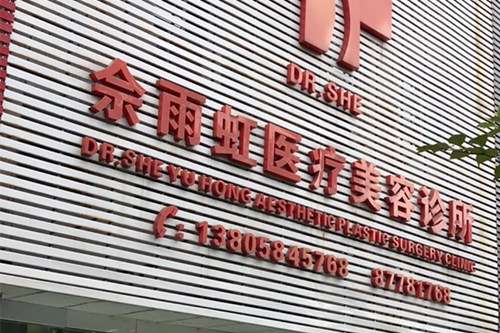 DR. SHE
佘雨虹医疗美容诊所
DR.SHE YU HONG AESTHETIC PLASTIC SURGERY CLINIC
: 13805845768 87781768